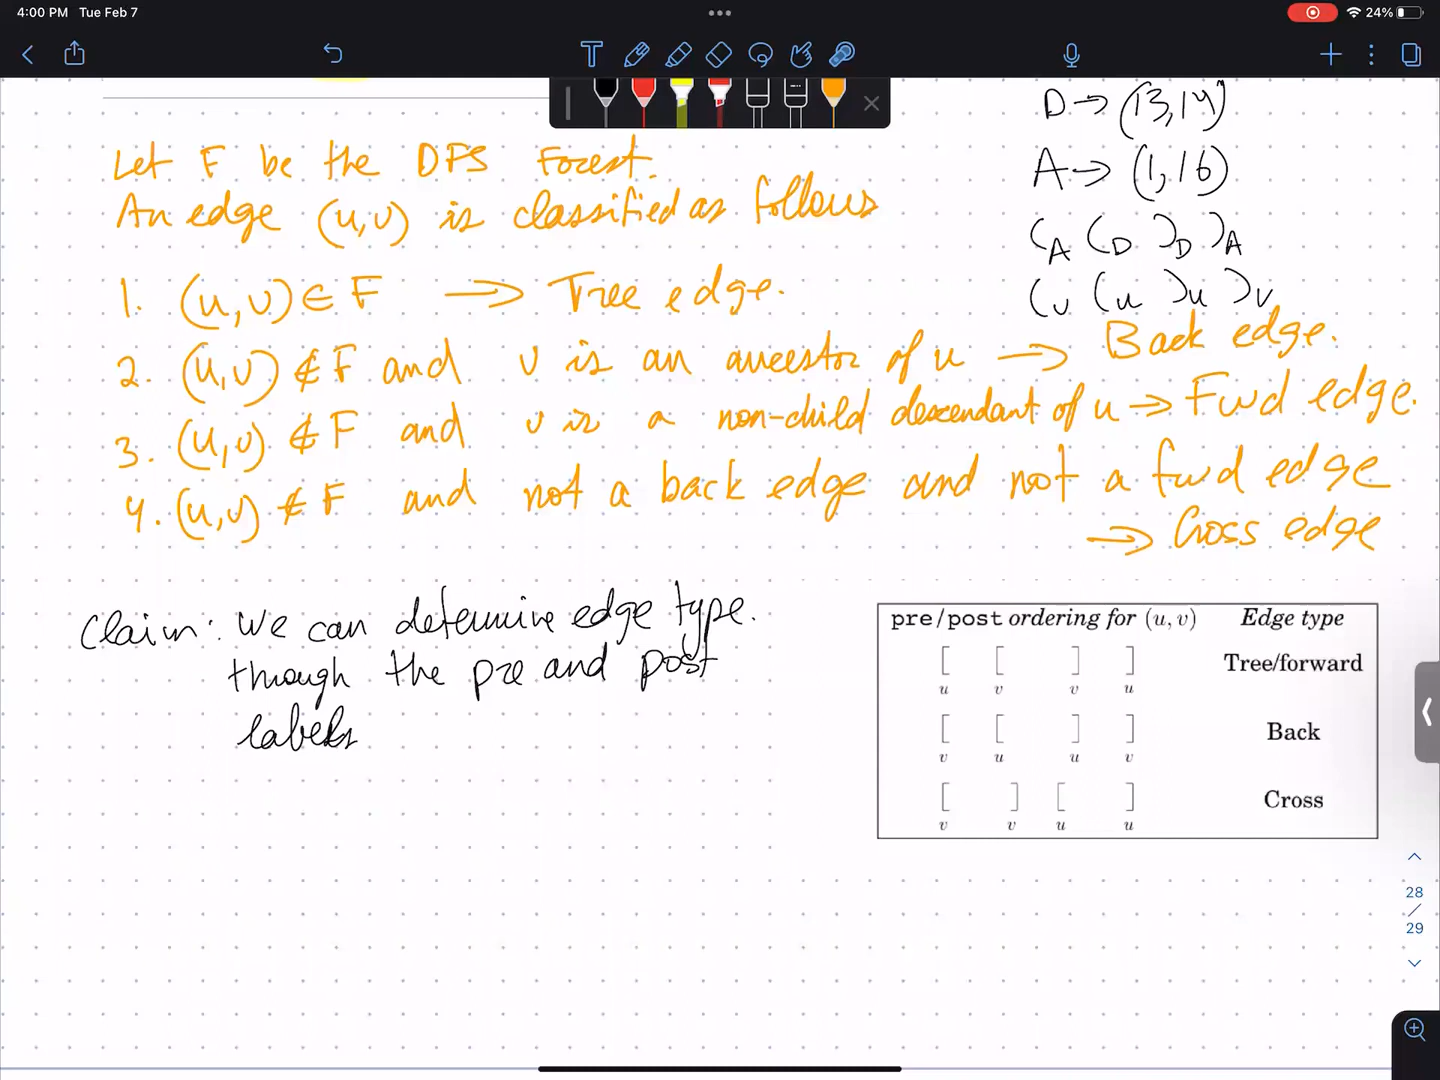 4:00 PM Tue Feb 7
24%
D → (13,14)
A → (1,16)
(A (D )D )A
(v (u )u )v
Let F be the DFS Forest.
An edge (u,v) is classified as follows
1. (u,v) ∈ F → Tree edge.
2. (u,v) ∉ F and v is an ancestor of u → Back edge.
3. (u,v) ∉ F and v is a non-child descendant of u → Fwd edge.
4. (u,v) ∉ F and not a back edge and not a fwd edge
→ Cross edge
Claim: We can determine edge type.
though the pre and post
labels
pre/post ordering for (u, v) Edge type
[ [ ] ] Tree/forward
u v v u
[ [ ] ] Back
v u u v
[ ] [ ] Cross
v v u u
28
/
29